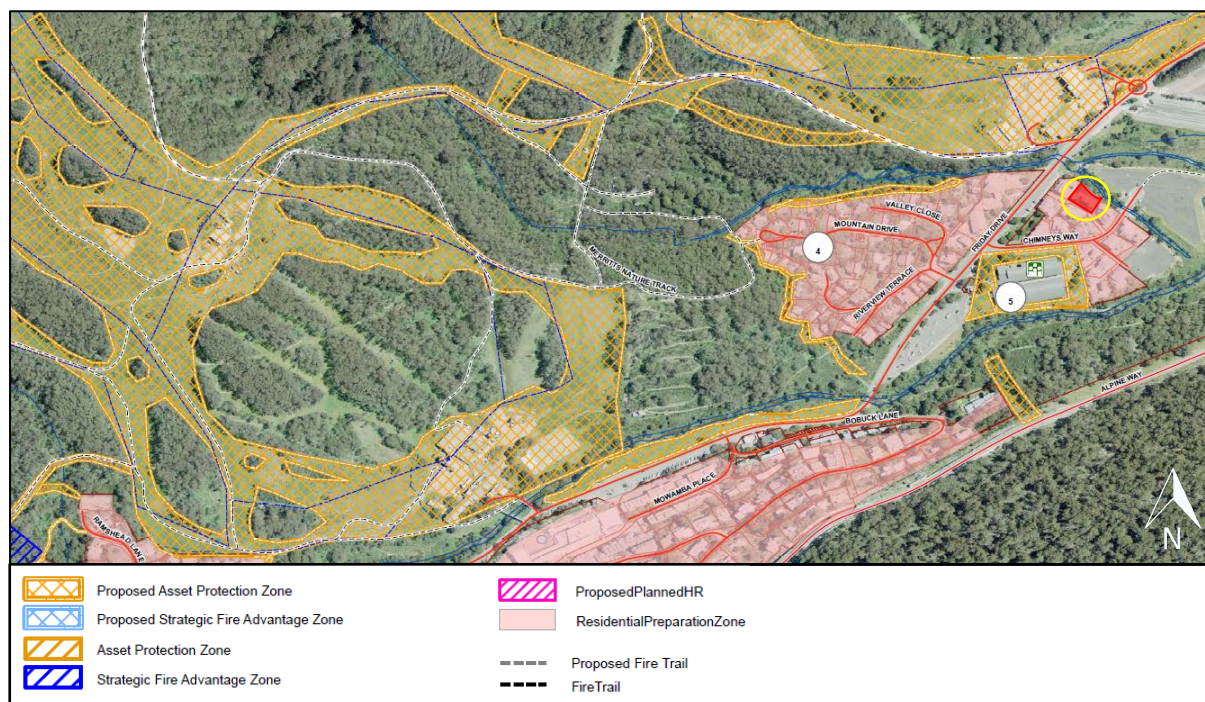 VALLEY CLOSE
MOUNTAIN DRIVE
4
FRIDAY DRIVE
CHIMNEYS WAY
MERRITTS NATURE TRACK
RIVERVIEW TERRACE
5
ALPINE WAY
BOBUCK LANE
MOWAMBA PLACE
RAMSHEAD LANE
N
Proposed Asset Protection Zone
Proposed Strategic Fire Advantage Zone
Asset Protection Zone
Strategic Fire Advantage Zone
ProposedPlannedHR
ResidentialPreparationZone
Proposed Fire Trail
FireTrail